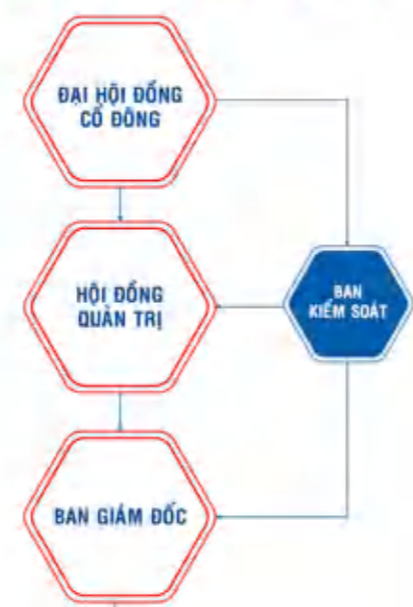 ĐẠI HỘI ĐỒNG
CỔ ĐÔNG
HỘI ĐỒNG
QUẢN TRỊ
BAN
KIỂM SOÁT
BAN GIÁM ĐỐC